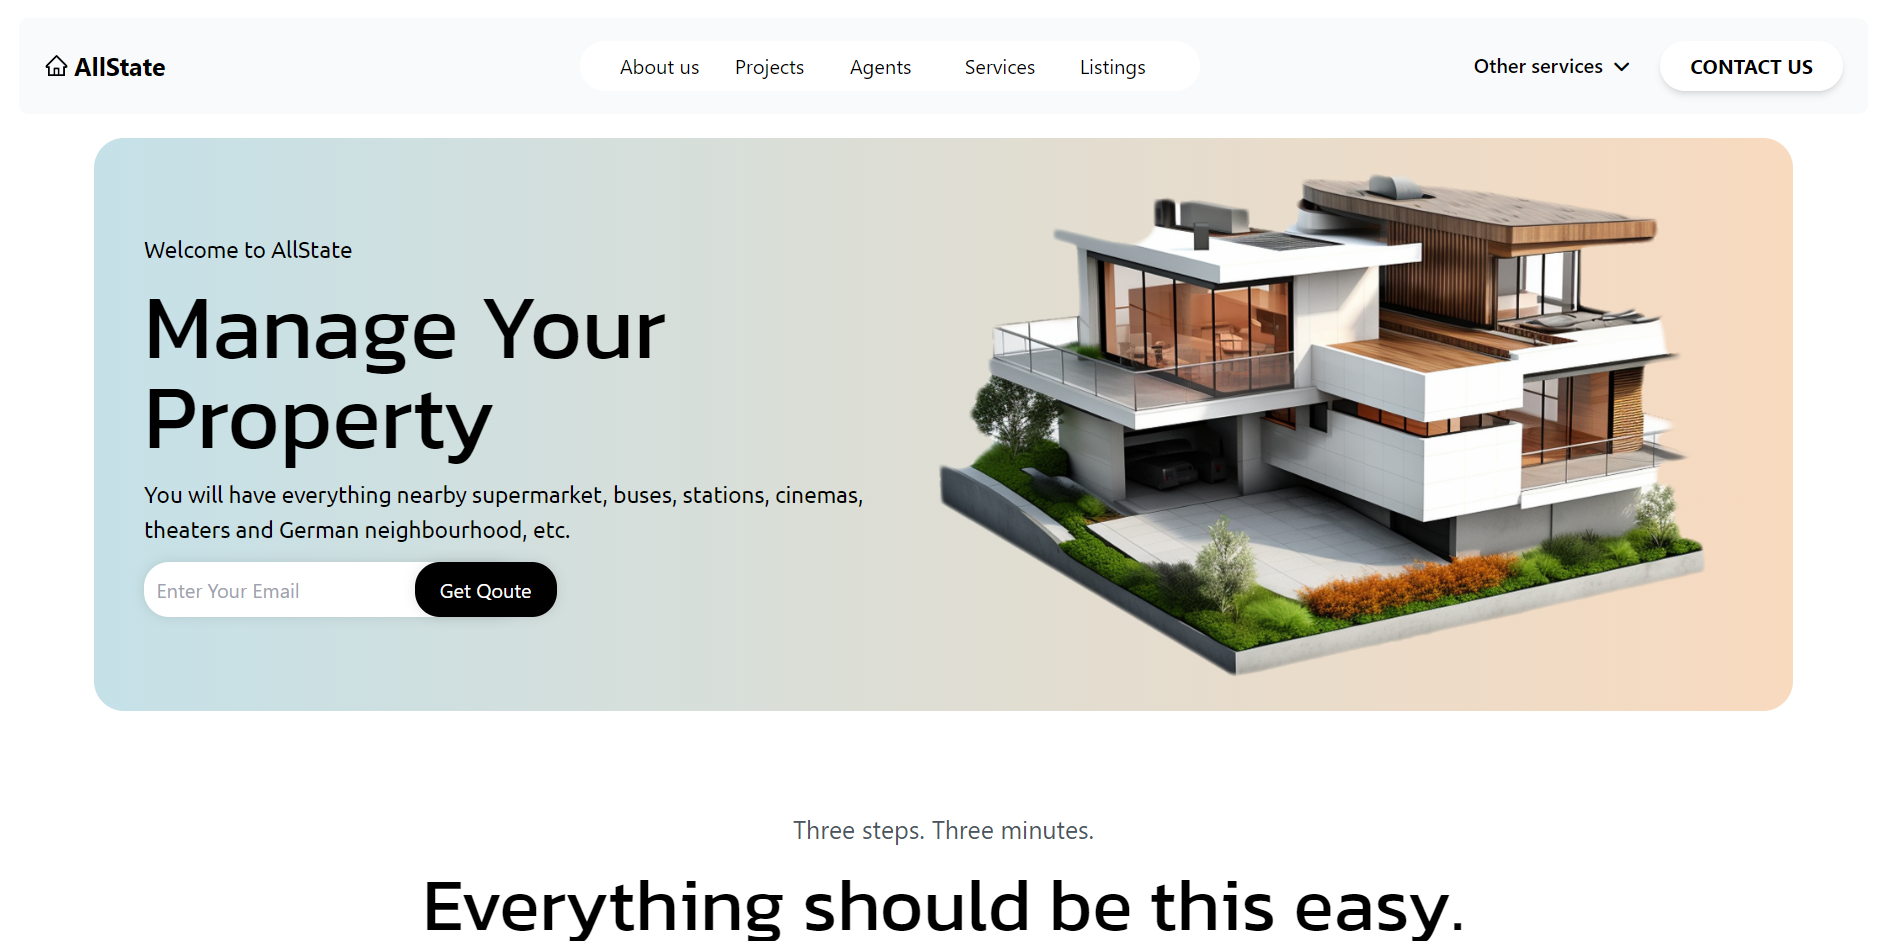 AllState
About us Projects Agents Services Listings
Other services
CONTACT US
Welcome to AllState
Manage Your
Property
You will have everything nearby supermarket, buses, stations, cinemas,
theaters and German neighbourhood, etc.
Enter Your Email
Get Qoute
Three steps. Three minutes.
Everything should be this easy.